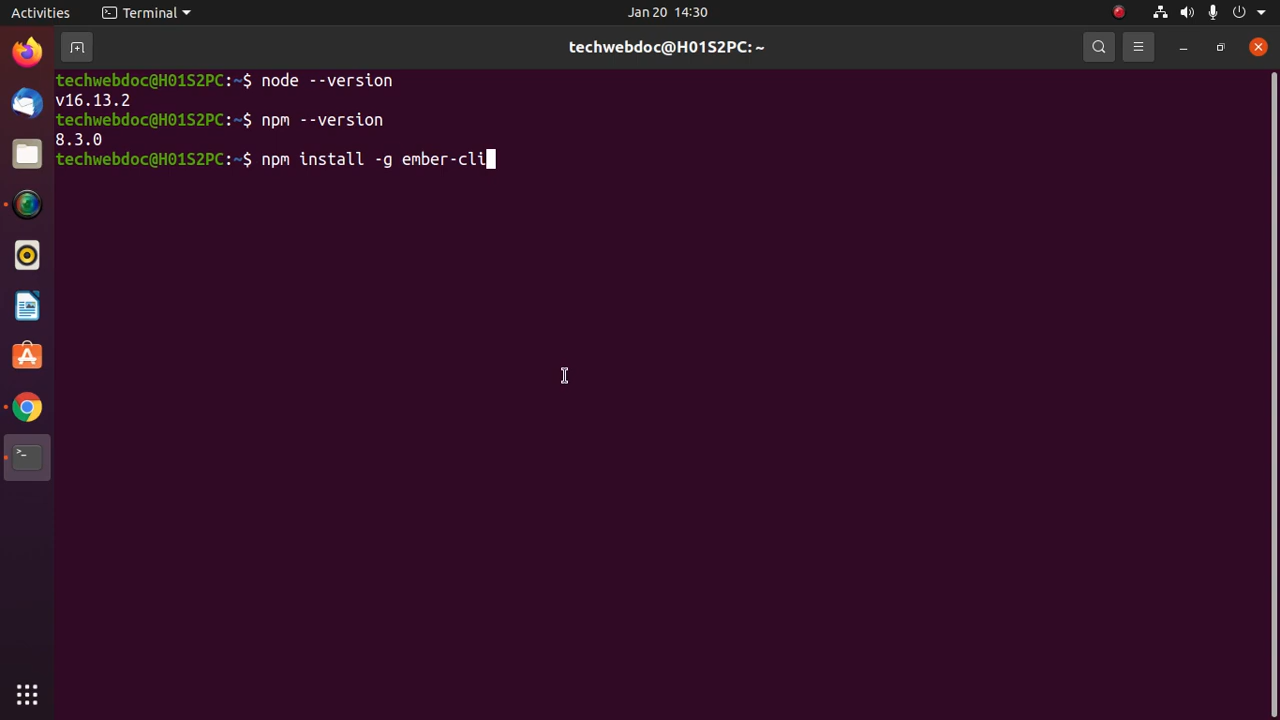 Activities
Terminal
Jan 20 14:30
techwebdoc@H01S2PC: ~
techwebdoc@H01S2PC:~$ node --version
v16.13.2
techwebdoc@H01S2PC:~$ npm --version
8.3.0
techwebdoc@H01S2PC:~$ npm install -g ember-cli